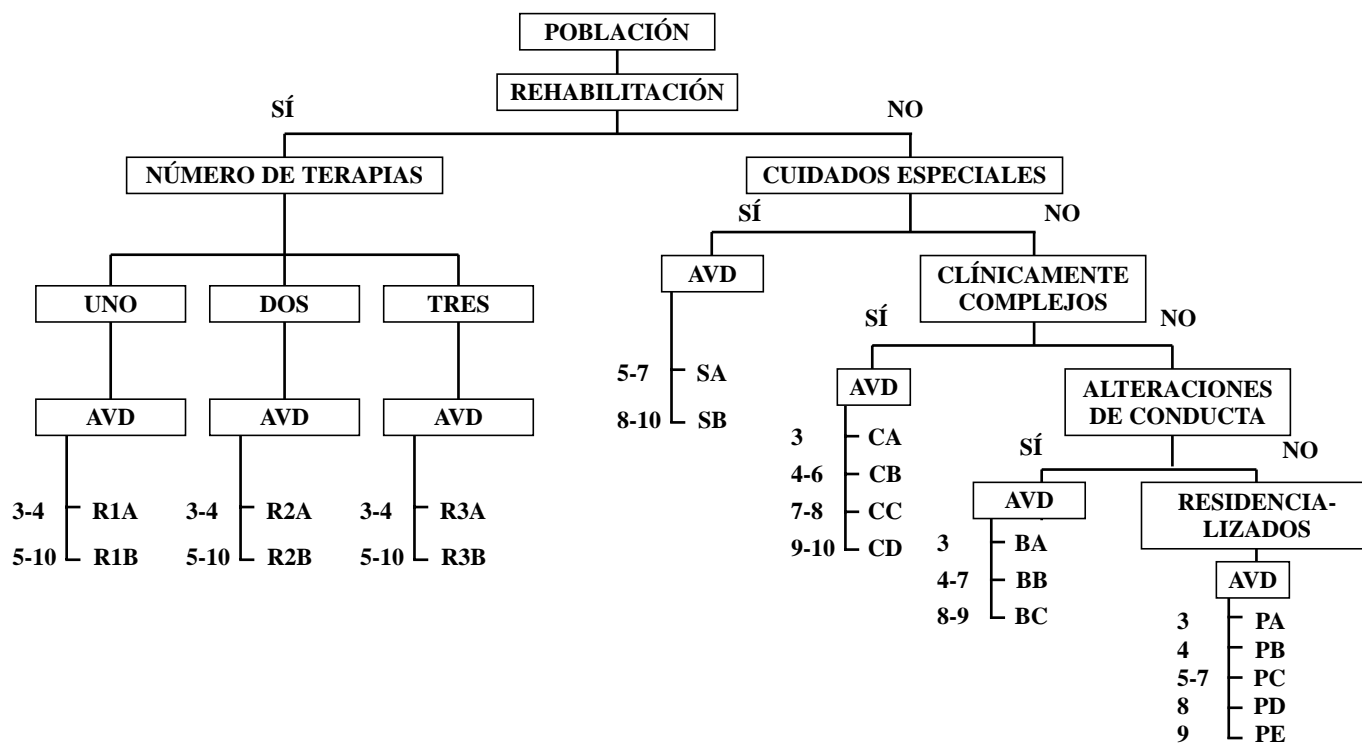 POBLACIÓN
REHABILITACIÓN
SÍ
NO
NÚMERO DE TERAPIAS
CUIDADOS ESPECIALES
SÍ
NO
UNO
DOS
TRES
AVD
CLÍNICAMENTE
COMPLEJOS
SÍ
NO
5-7 SA
8-10 SB
AVD
AVD
AVD
3-4 R1A
5-10 R1B
3-4 R2A
5-10 R2B
3-4 R3A
5-10 R3B
AVD
3 CA
4-6 CB
7-8 CC
9-10 CD
ALTERACIONES
DE CONDUCTA
SÍ
NO
AVD
3 BA
4-7 BB
8-9 BC
RESIDENCIA-
LIZADOS
AVD
3 PA
4 PB
5-7 PC
8 PD
9 PE